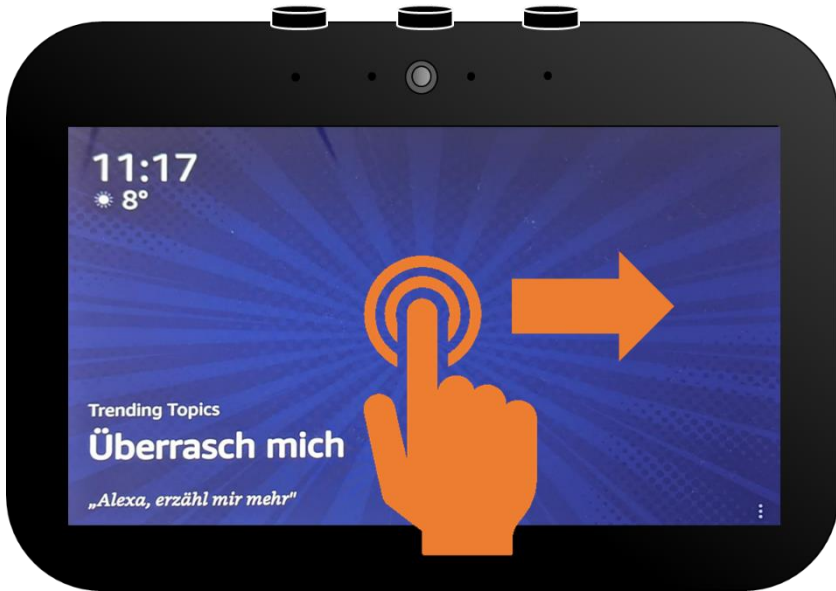 11:17
8°
Trending Topics
Überrasch mich
„Alexa, erzähl mir mehr"